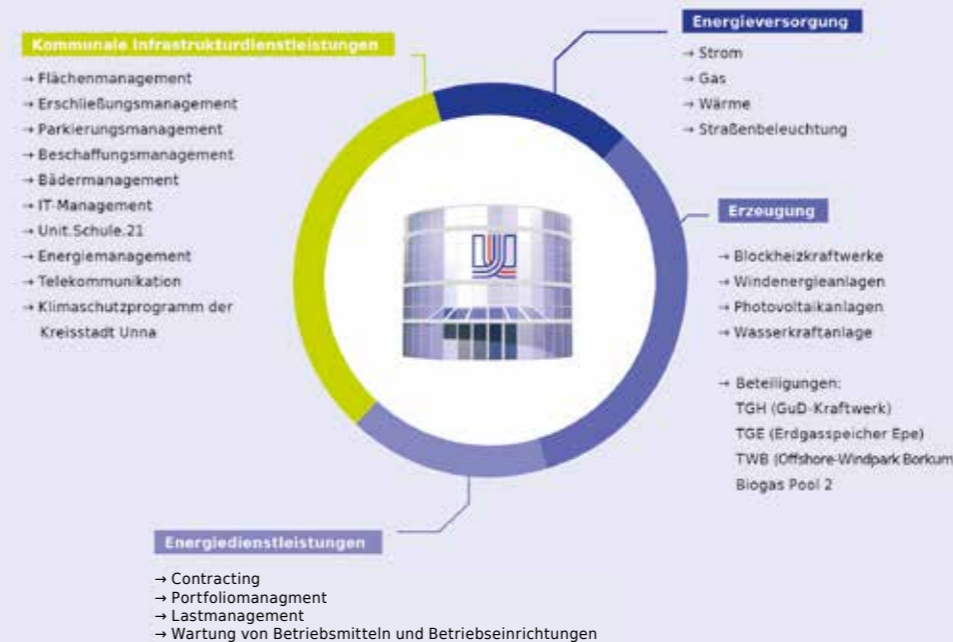 Kommunale Infrastrukturdienstleistungen
→ Flächenmanagement
→ Erschließungsmanagement
→ Parkierungsmanagement
→ Beschaffungsmanagement
→ Bädermanagement
→ IT-Management
→ Unit.Schule.21
→ Energiemanagement
→ Telekommunikation
→ Klimaschutzprogramm der
Kreisstadt Unna
Energieversorgung
→ Strom
→ Gas
→ Wärme
→ Straßenbeleuchtung
Erzeugung
→ Blockheizkraftwerke
→ Windenergieanlagen
→ Photovoltaikanlagen
→ Wasserkraftanlage
→ Beteiligungen:
TGH (GuD-Kraftwerk)
TGE (Erdgasspeicher Epe)
TWB (Offshore-Windpark Borkum
Biogas Pool 2
Energiedienstleistungen
→ Contracting
→ Portfoliomanagment
→ Lastmanagement
→ Wartung von Betriebsmitteln und Betriebseinrichtungen